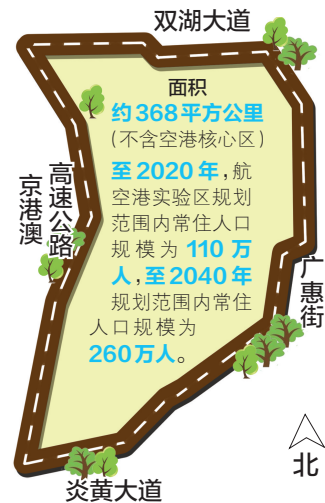 双湖大道
面积
约368平方公里
(不含空港核心区)
至2020年,航
空港实验区规划
范围内常住人口
规模为 110 万
人,至2040年
规划范围内常住
人口规模为
260万人。
京港澳
高速公路
广惠街
北
炎黄大道